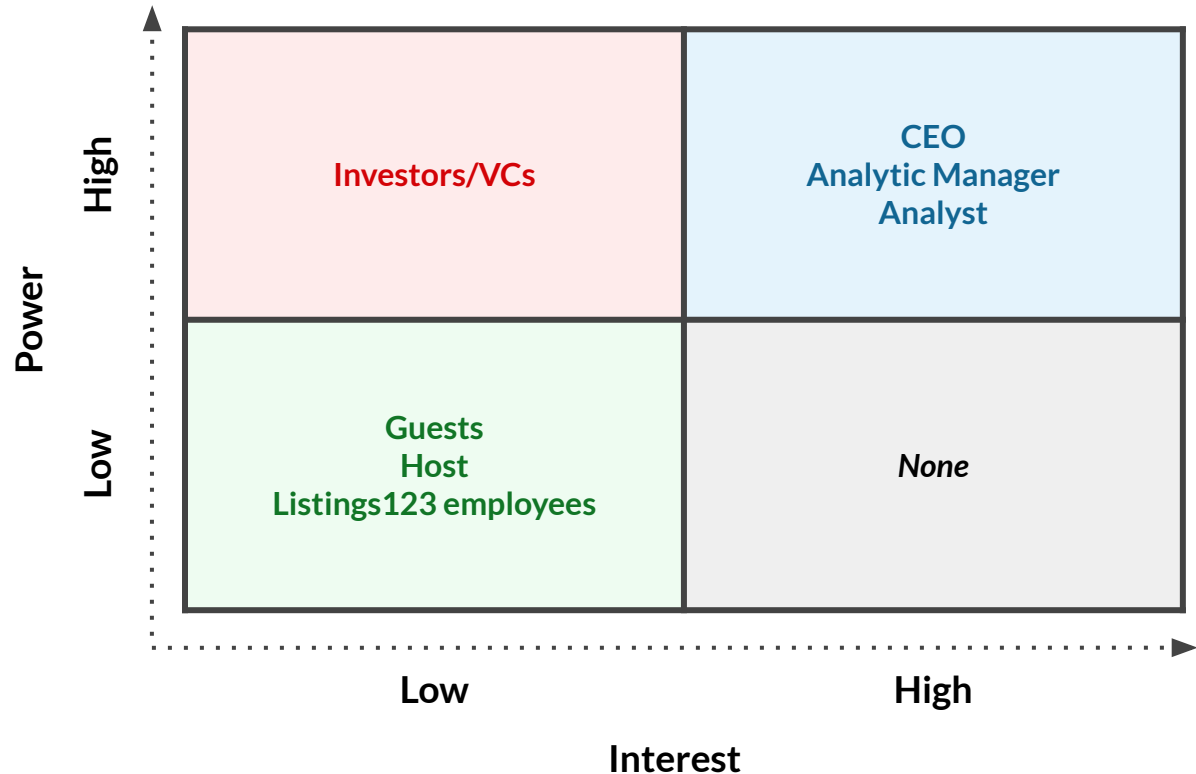 High
Investors/VCs
CEO
Analytic Manager
Analyst
Power
Low
Guests
Host
Listings123 employees
None
Low
High
Interest